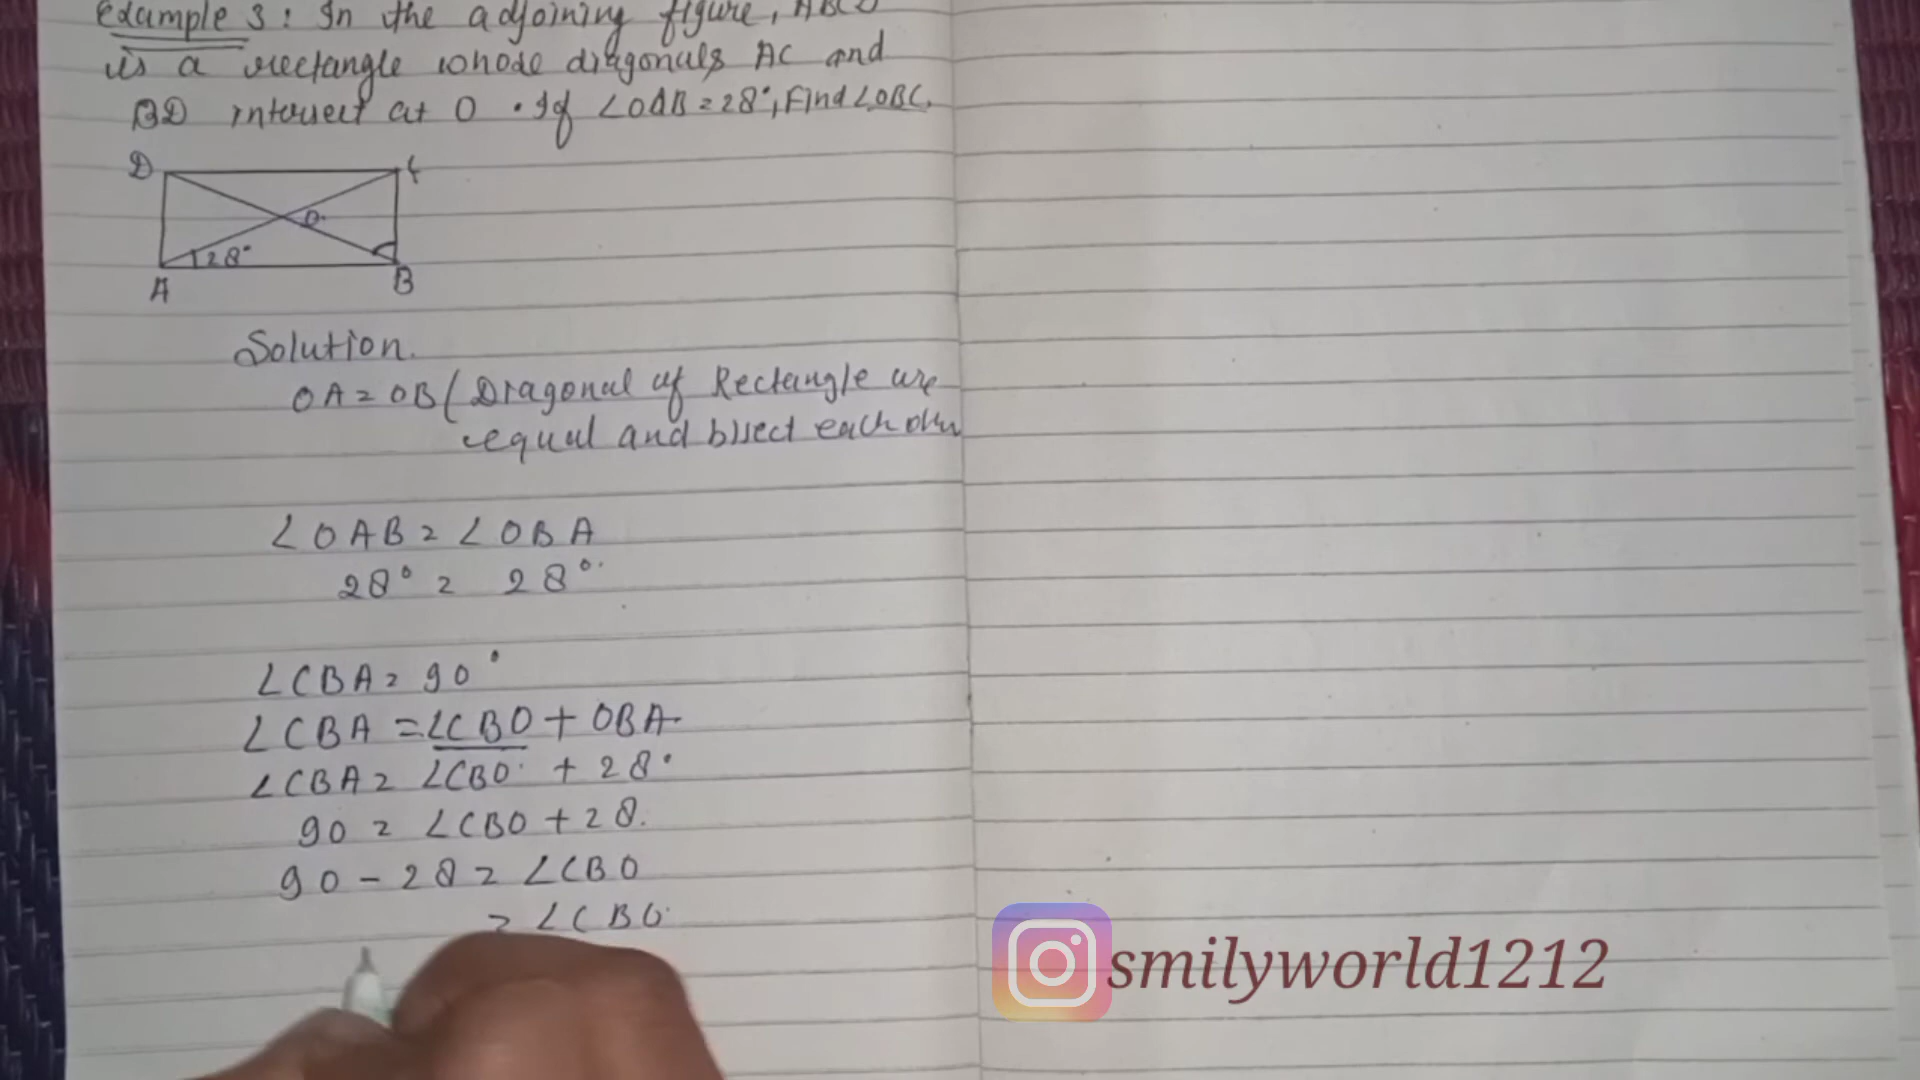 Example 3: In the adjoining figure, ABCD
is a rectangle whose diagonals AC and
BD intersect at O. If ∠OAB = 28°, Find ∠OBC.
D C
O
28°
A B
Solution.
OA = OB (Diagonal of Rectangle are
equal and bisect each other
∠OAB = ∠OBA
28° = 28°.
∠CBA = 90°
∠CBA = ∠CBO + OBA.
∠CBA = ∠CBO + 28°
90 = ∠CBO + 28.
90 - 28 = ∠CBO
= ∠CBO
smilyworld1212